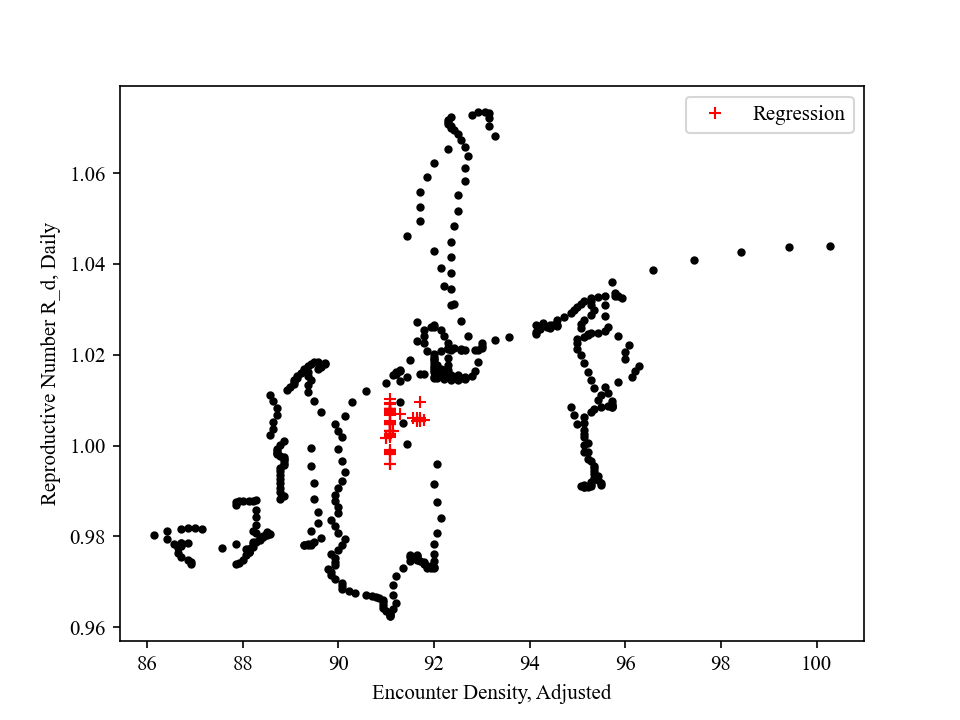 Regression
Reproductive Number R_d, Daily
1.06
1.04
1.02
1.00
0.98
0.96
86 88 90 92 94 96 98 100
Encounter Density, Adjusted